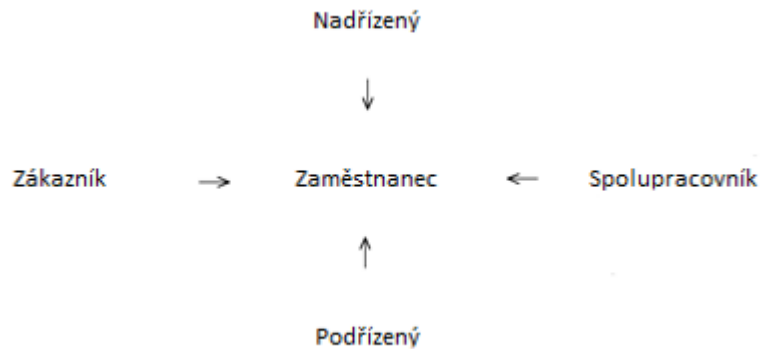 Nadřízený
Zákazník → Zaměstnanec ← Spolupracovník
Podřízený